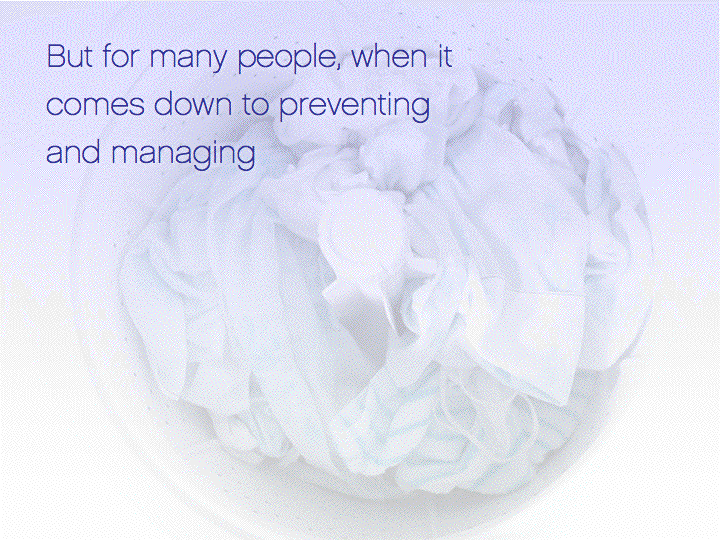 But for many people, when it
comes down to preventing
and managing